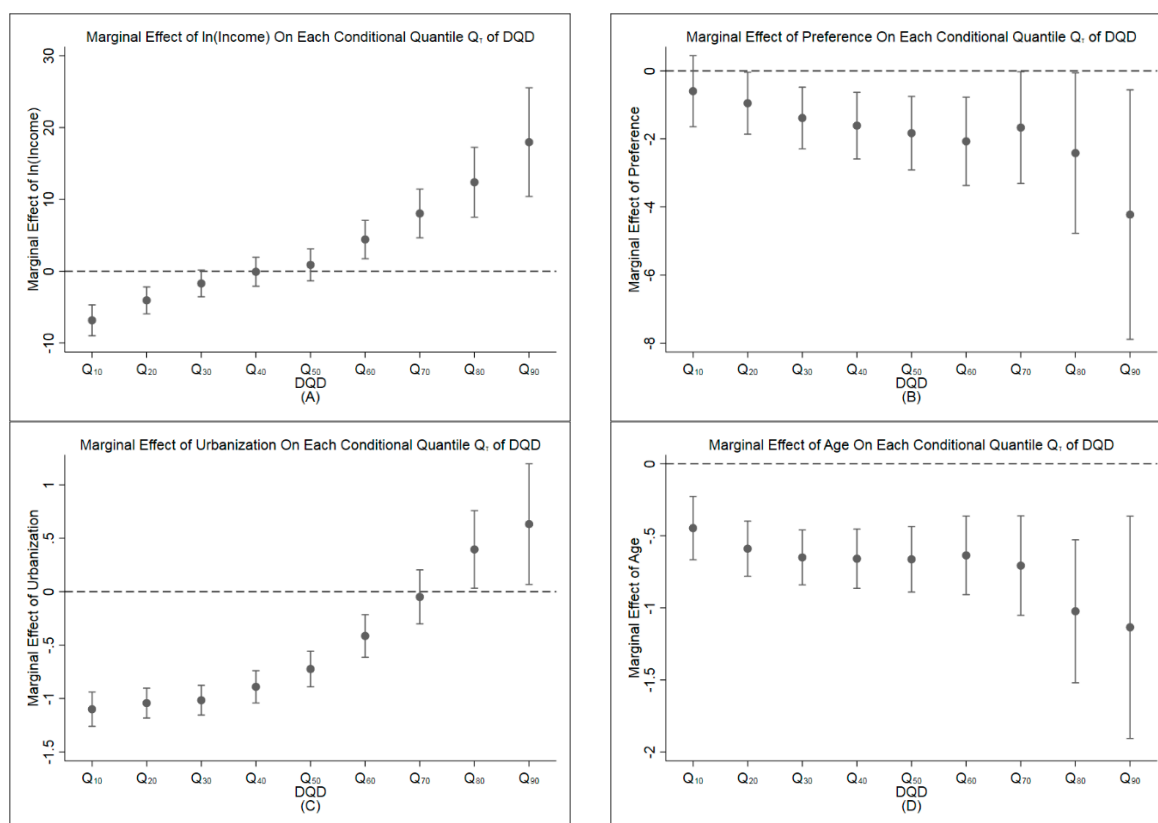 Marginal Effect of ln(Income) On Each Conditional Quantile Qτ of DQD
Marginal Effect of ln(Income)
30
20
10
0
-10
Q₁₀ Q₂₀ Q₃₀ Q₄₀ Q₅₀ Q₆₀ Q₇₀ Q₈₀ Q₉₀
DQD
(A)
Marginal Effect of Preference On Each Conditional Quantile Qτ of DQD
Marginal Effect of Preference
0
-2
-4
-6
-8
Q₁₀ Q₂₀ Q₃₀ Q₄₀ Q₅₀ Q₆₀ Q₇₀ Q₈₀ Q₉₀
DQD
(B)
Marginal Effect of Urbanization On Each Conditional Quantile Qτ of DQD
Marginal Effect of Urbanization
1
.5
0
-.5
-1
-1.5
Q₁₀ Q₂₀ Q₃₀ Q₄₀ Q₅₀ Q₆₀ Q₇₀ Q₈₀ Q₉₀
DQD
(C)
Marginal Effect of Age On Each Conditional Quantile Qτ of DQD
Marginal Effect of Age
0
-.5
-1
-1.5
-2
Q₁₀ Q₂₀ Q₃₀ Q₄₀ Q₅₀ Q₆₀ Q₇₀ Q₈₀ Q₉₀
DQD
(D)